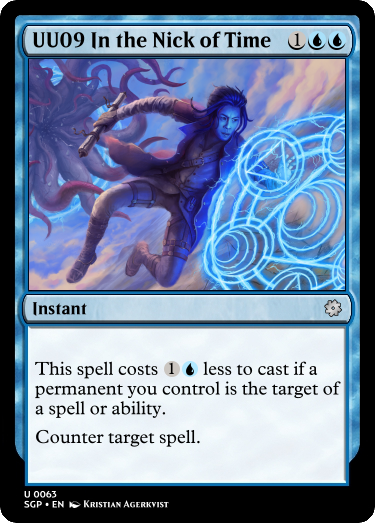 UU09 In the Nick of Time 1
Instant
This spell costs 1 less to cast if a
permanent you control is the target of
a spell or ability.
Counter target spell.
U 0063
SGP • EN Kristian Agerkvist